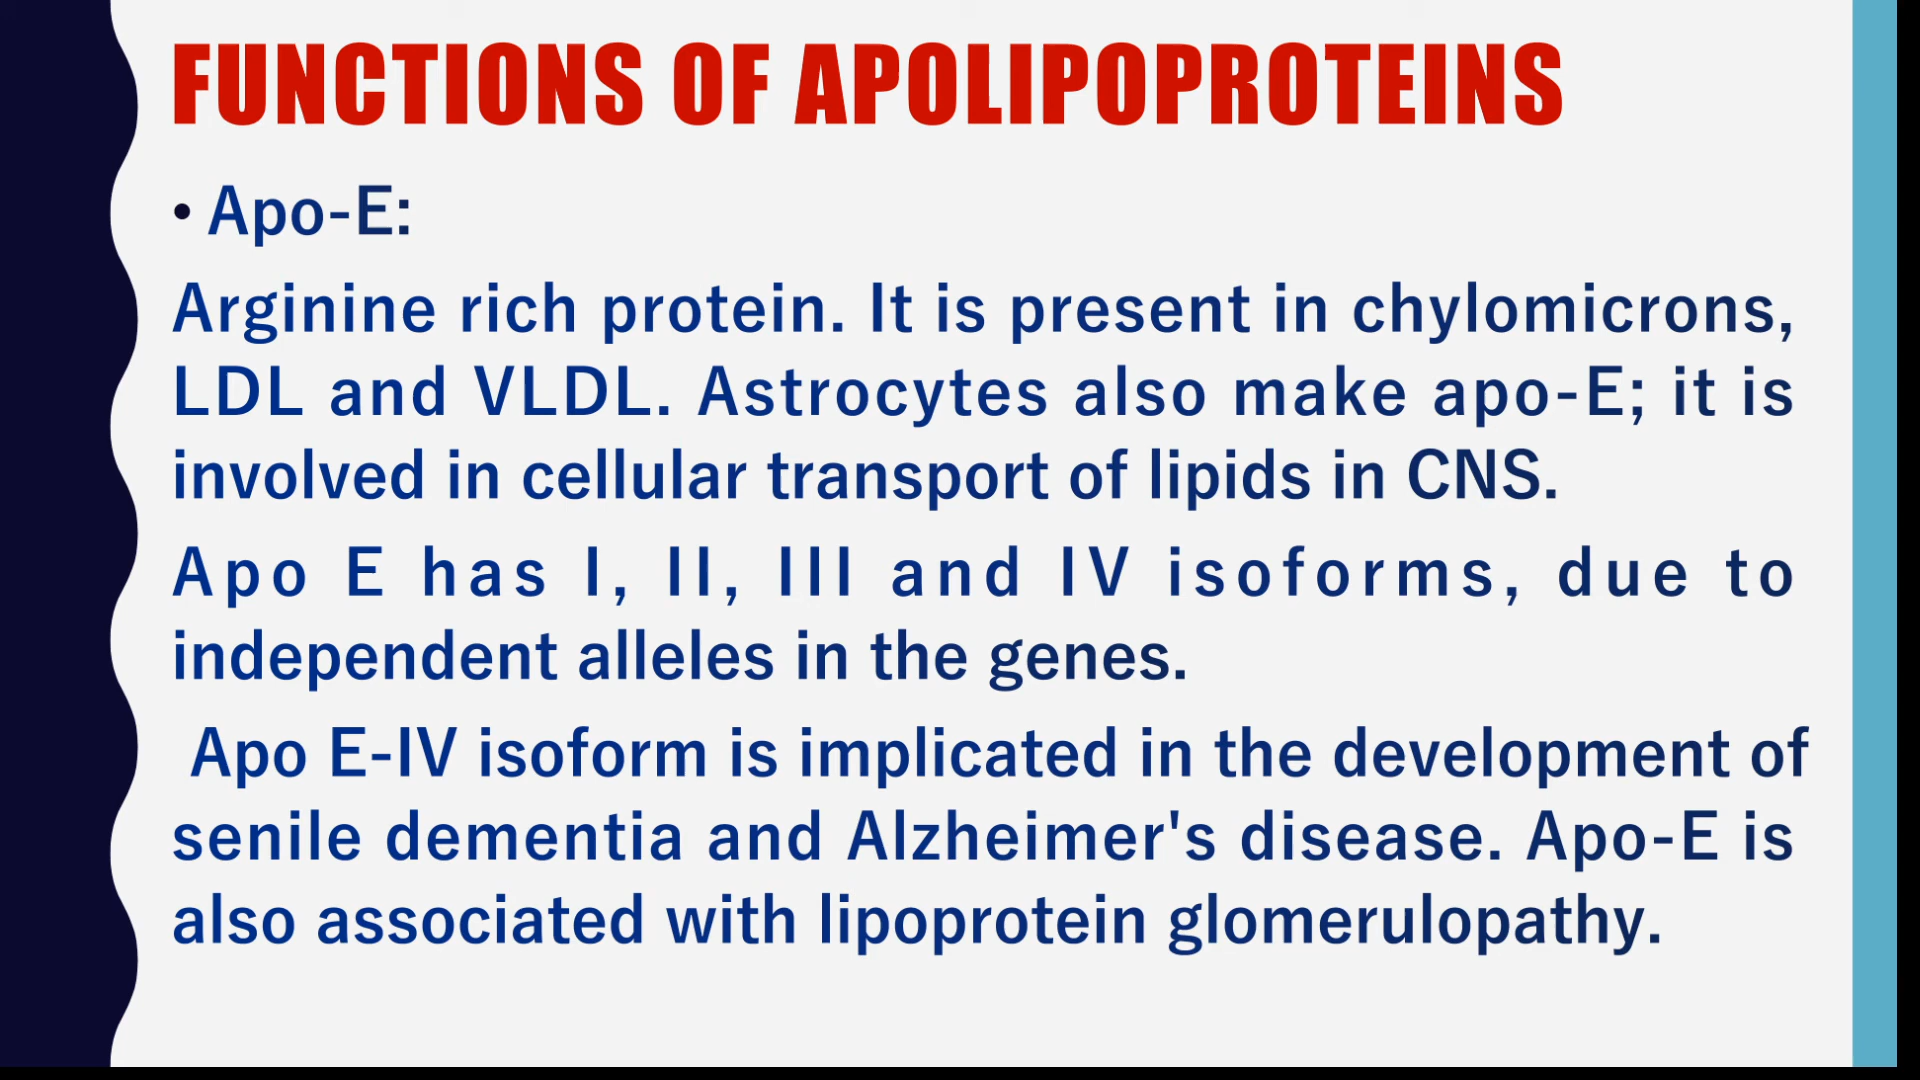 FUNCTIONS OF APOLIPOPROTEINS
• Apo-E:
Arginine rich protein. It is present in chylomicrons,
LDL and VLDL. Astrocytes also make apo-E; it is
involved in cellular transport of lipids in CNS.
Apo E has I, II, III and IV isoforms, due to
independent alleles in the genes.
Apo E-IV isoform is implicated in the development of
senile dementia and Alzheimer's disease. Apo-E is
also associated with lipoprotein glomerulopathy.